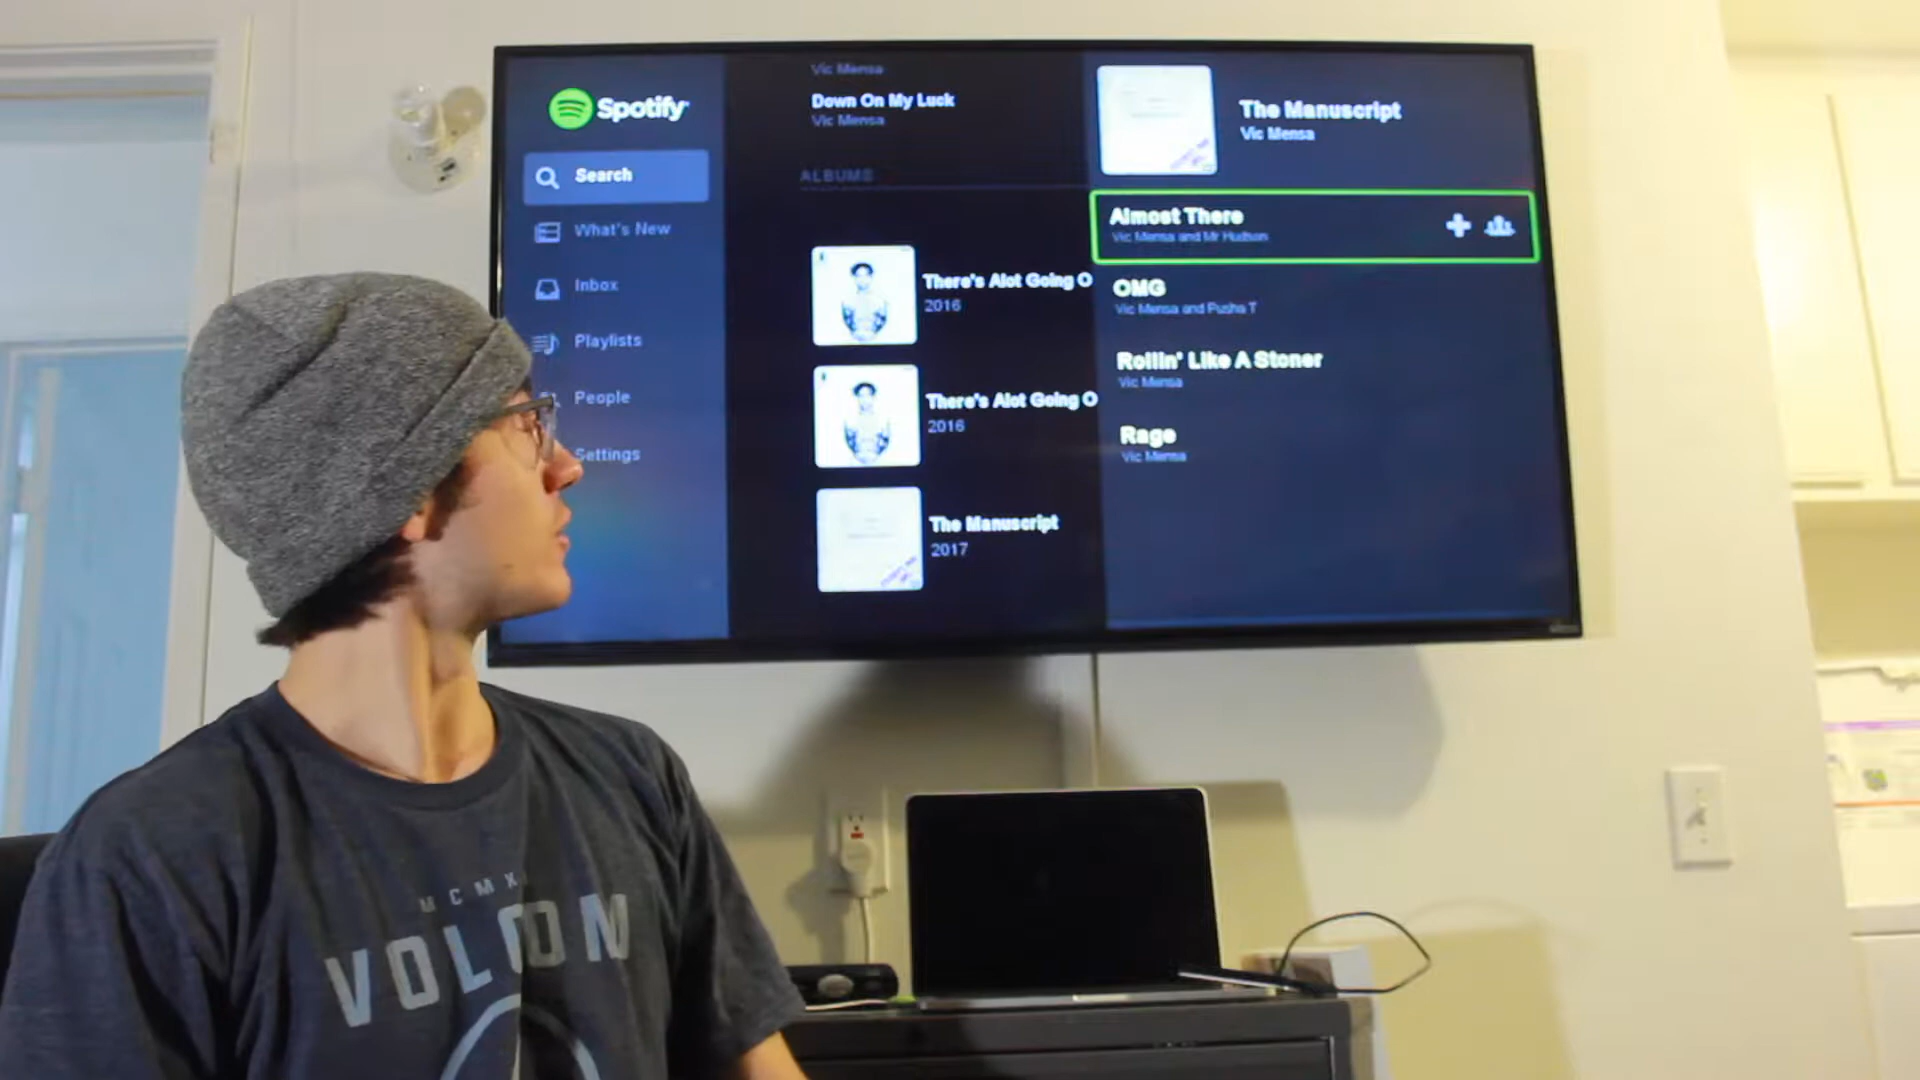 Spotify
Search
What's New
Inbox
Playlists
People
Settings
Vic Mensa
Down On My Luck
Vic Mensa
ALBUMS
There's Alot Going O
2016
There's Alot Going O
2016
The Manuscript
2017
The Manuscript
Vic Mensa
Almost There
Vic Mensa and Mr Hudson
OMG
Vic Mensa and Pusha T
Rollin' Like A Stoner
Vic Mensa
Rage
Vic Mensa
MCMX
VOLCOM